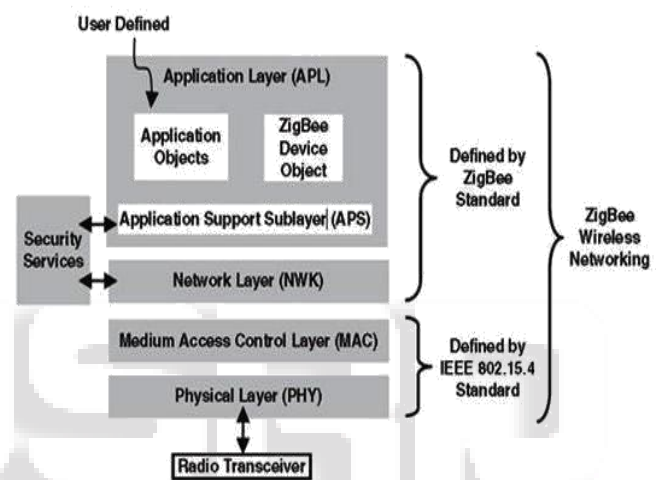 User Defined
Application Layer (APL)
Application
Objects
ZigBee
Device
Object
Application Support Sublayer (APS)
Security
Services
Network Layer (NWK)
Medium Access Control Layer (MAC)
Physical Layer (PHY)
Radio Transceiver
Defined by
ZigBee
Standard
Defined by
IEEE 802.15.4
Standard
ZigBee
Wireless
Networking